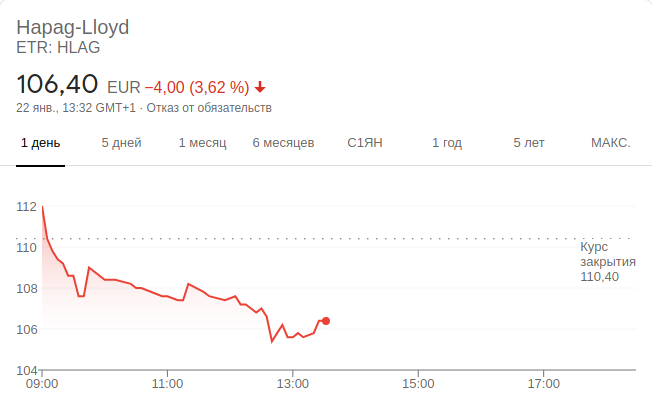 Hapag-Lloyd
ETR: HLAG
106,40 EUR −4,00 (3,62 %)
22 янв., 13:32 GMT+1 · Отказ от обязательств
1 день 5 дней 1 месяц 6 месяцев С1ЯН 1 год 5 лет МАКС.
112
110
108
106
104
Курс
закрытия
110,40
09:00 11:00 13:00 15:00 17:00